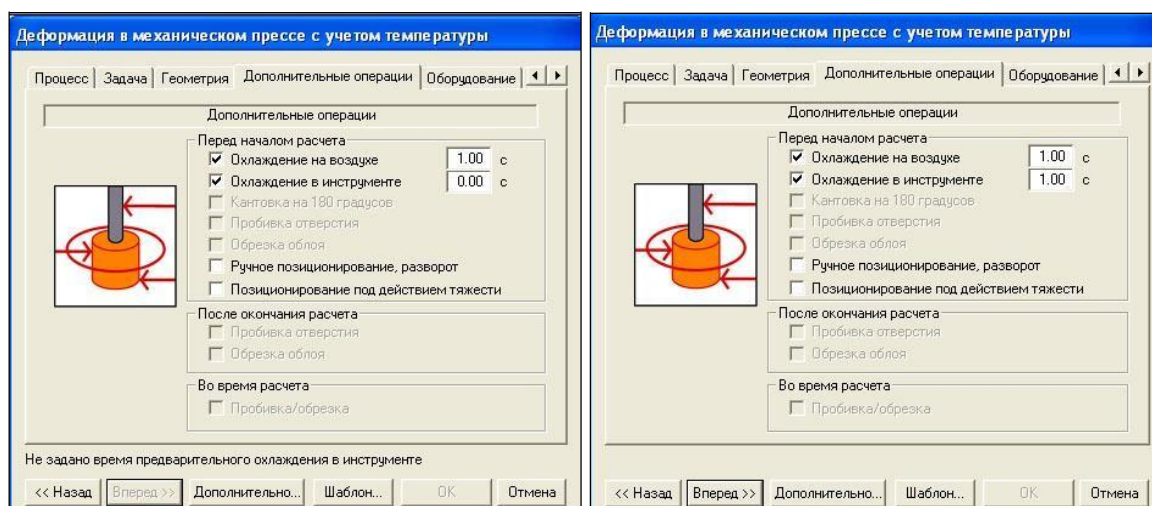 Деформация в механическом прессе с учетом температуры
Процесс Задача Геометрия Дополнительные операции Оборудование
Дополнительные операции
Перед началом расчета
Охлаждение на воздухе 1.00 с
Охлаждение в инструменте 0.00 с
Кантовка на 180 градусов
Пробивка отверстия
Обрезка облоя
Ручное позиционирование, разворот
Позиционирование под действием тяжести
После окончания расчета
Пробивка отверстия
Обрезка облоя
Во время расчета
Пробивка/обрезка
Не задано время предварительного охлаждения в инструменте
<< Назад Вперед >> Дополнительно... Шаблон... OK Отмена
Деформация в механическом прессе с учетом температуры
Процесс Задача Геометрия Дополнительные операции Оборудование
Дополнительные операции
Перед началом расчета
Охлаждение на воздухе 1.00 с
Охлаждение в инструменте 1.00 с
Кантовка на 180 градусов
Пробивка отверстия
Обрезка облоя
Ручное позиционирование, разворот
Позиционирование под действием тяжести
После окончания расчета
Пробивка отверстия
Обрезка облоя
Во время расчета
Пробивка/обрезка
<< Назад Вперед >> Дополнительно... Шаблон... OK Отмена